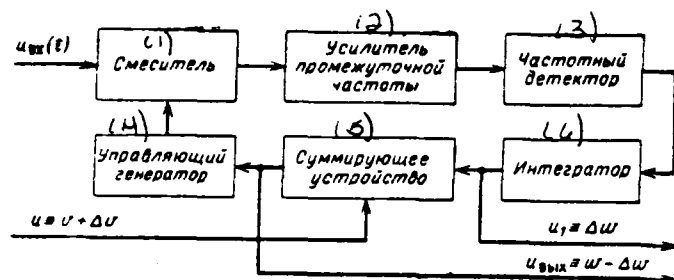 (1)
(2)
(3)
u_вх(t)
Смеситель
Усилитель
промежуточной
частоты
Частотный
детектор
(4)
(5)
(6)
Управляющий
генератор
Суммирующее
устройство
Интегратор
u ≡ v + Δv
u₁ ≡ Δw
u_вых ≡ w − Δw